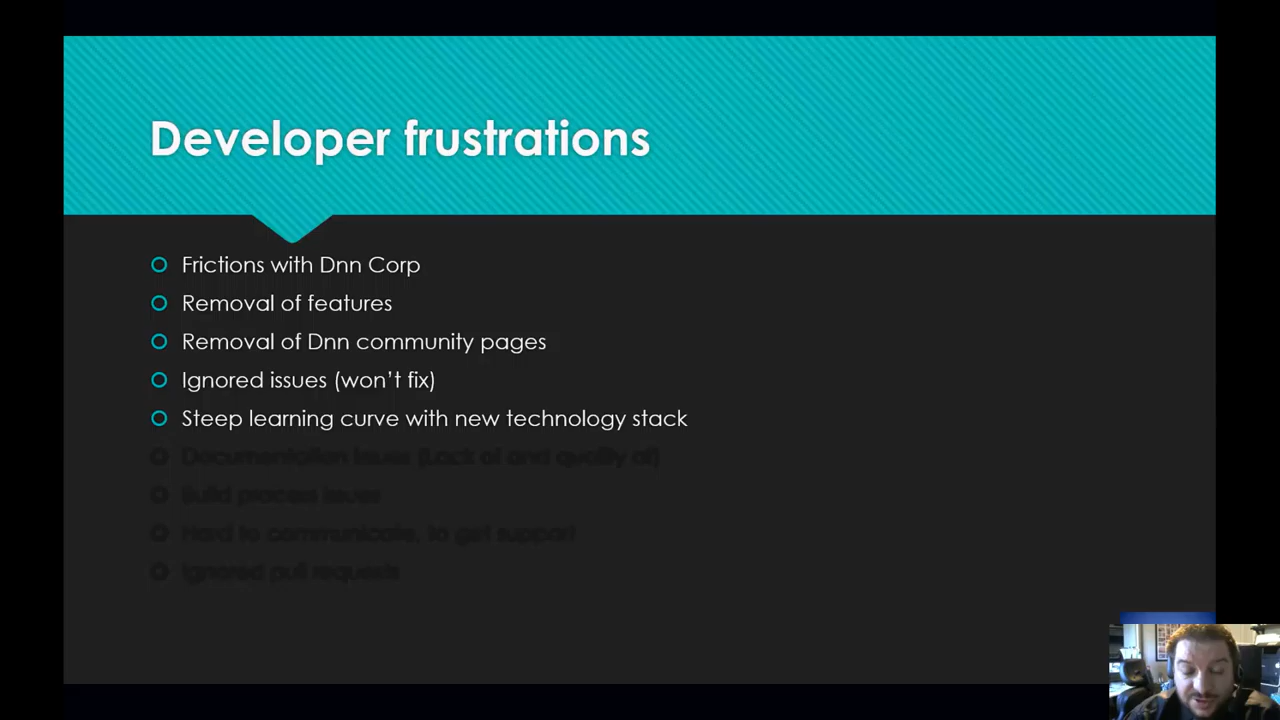 Developer frustrations
Frictions with Dnn Corp
Removal of features
Removal of Dnn community pages
Ignored issues (won’t fix)
Steep learning curve with new technology stack
Documentation issues (Lack of and quality of)
Build process issues
Hard to communicate, to get support
Ignored pull requests